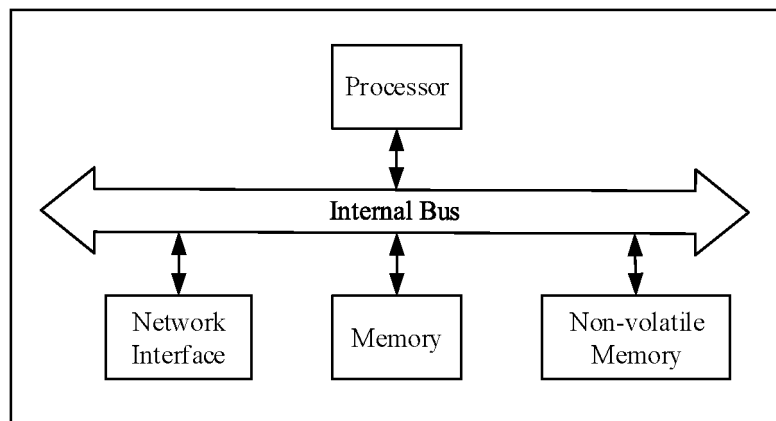 Processor
Internal Bus
Network
Interface
Memory
Non-volatile
Memory